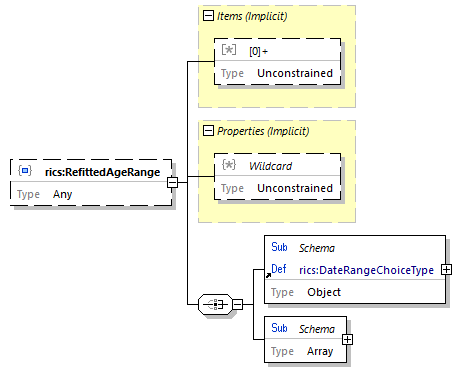 Items (Implicit)
[*] [0]+
Type Unconstrained
Properties (Implicit)
{*} Wildcard
Type Unconstrained
rics:RefittedAgeRange
Type Any
Sub Schema
Def rics:DateRangeChoiceType
Type Object
Sub Schema
Type Array